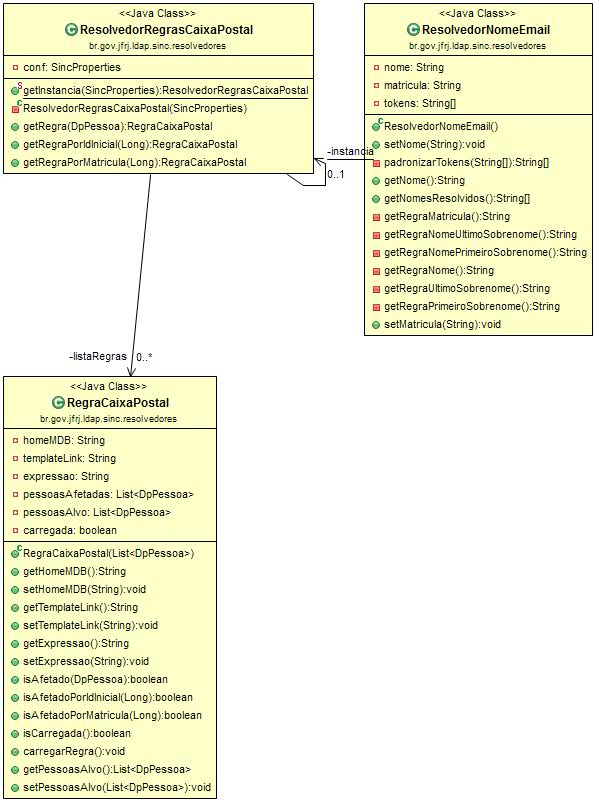 <<Java Class>>
ResolvedorRegrasCaixaPostal
br.gov.jfrj.ldap.sinc.resolvedores
conf: SincProperties
getInstancia(SincProperties):ResolvedorRegrasCaixaPostal
ResolvedorRegrasCaixaPostal(SincProperties)
getRegra(DpPessoa):RegraCaixaPostal
getRegraPorIdInicial(Long):RegraCaixaPostal
getRegraPorMatricula(Long):RegraCaixaPostal
-instancia
0..1
<<Java Class>>
ResolvedorNomeEmail
br.gov.jfrj.ldap.sinc.resolvedores
nome: String
matricula: String
tokens: String[]
ResolvedorNomeEmail()
setNome(String):void
padronizarTokens(String[]):String[]
getNome():String
getNomesResolvidos():String[]
getRegraMatricula():String
getRegraNomeUltimoSobrenome():String
getRegraNomePrimeiroSobrenome():String
getRegraNome():String
getRegraUltimoSobrenome():String
getRegraPrimeiroSobrenome():String
setMatricula(String):void
-listaRegras 0..*
<<Java Class>>
RegraCaixaPostal
br.gov.jfrj.ldap.sinc.resolvedores
homeMDB: String
templateLink: String
expressao: String
pessoasAfetadas: List<DpPessoa>
pessoasAlvo: List<DpPessoa>
carregada: boolean
RegraCaixaPostal(List<DpPessoa>)
getHomeMDB():String
setHomeMDB(String):void
getTemplateLink():String
setTemplateLink(String):void
getExpressao():String
setExpressao(String):void
isAfetado(DpPessoa):boolean
isAfetadoPorIdInicial(Long):boolean
isAfetadoPorMatricula(Long):boolean
isCarregada():boolean
carregarRegra():void
getPessoasAlvo():List<DpPessoa>
setPessoasAlvo(List<DpPessoa>):void